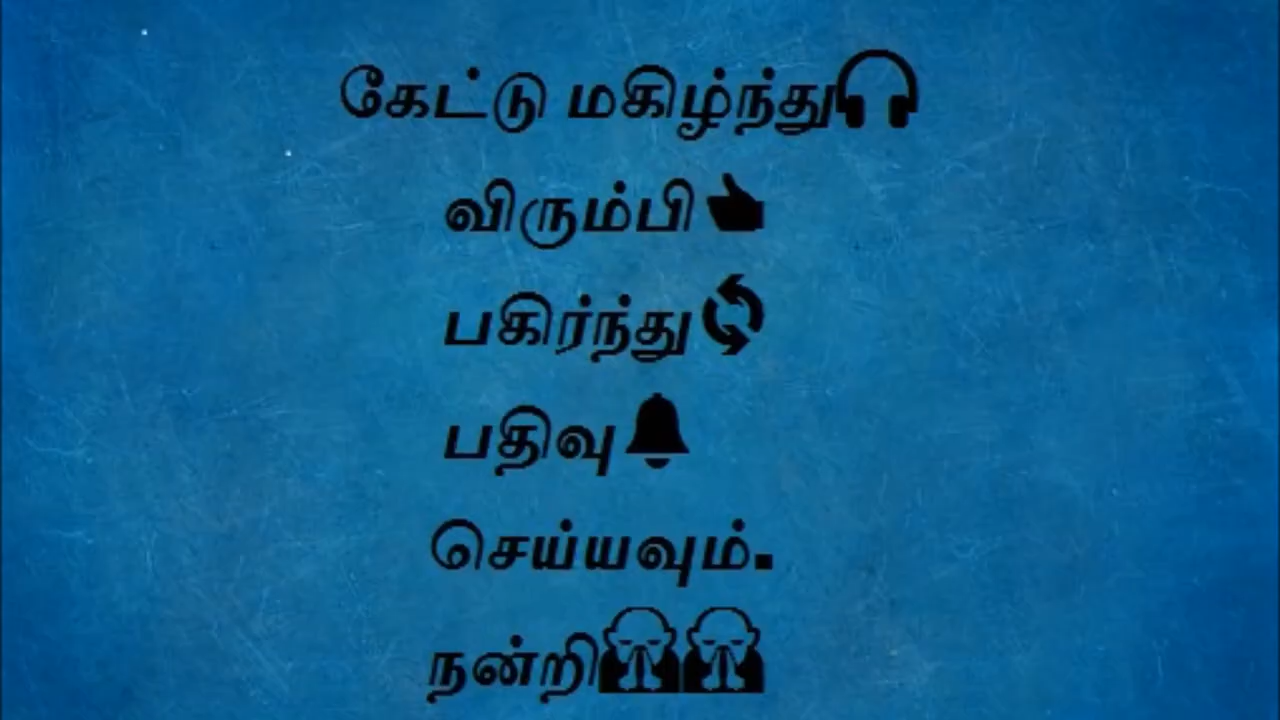 கேட்டு மகிழ்ந்து🎧
விரும்பி👍
பகிர்ந்து🔄
பதிவு🔔
செய்யவும்.
நன்றி🙏🙏